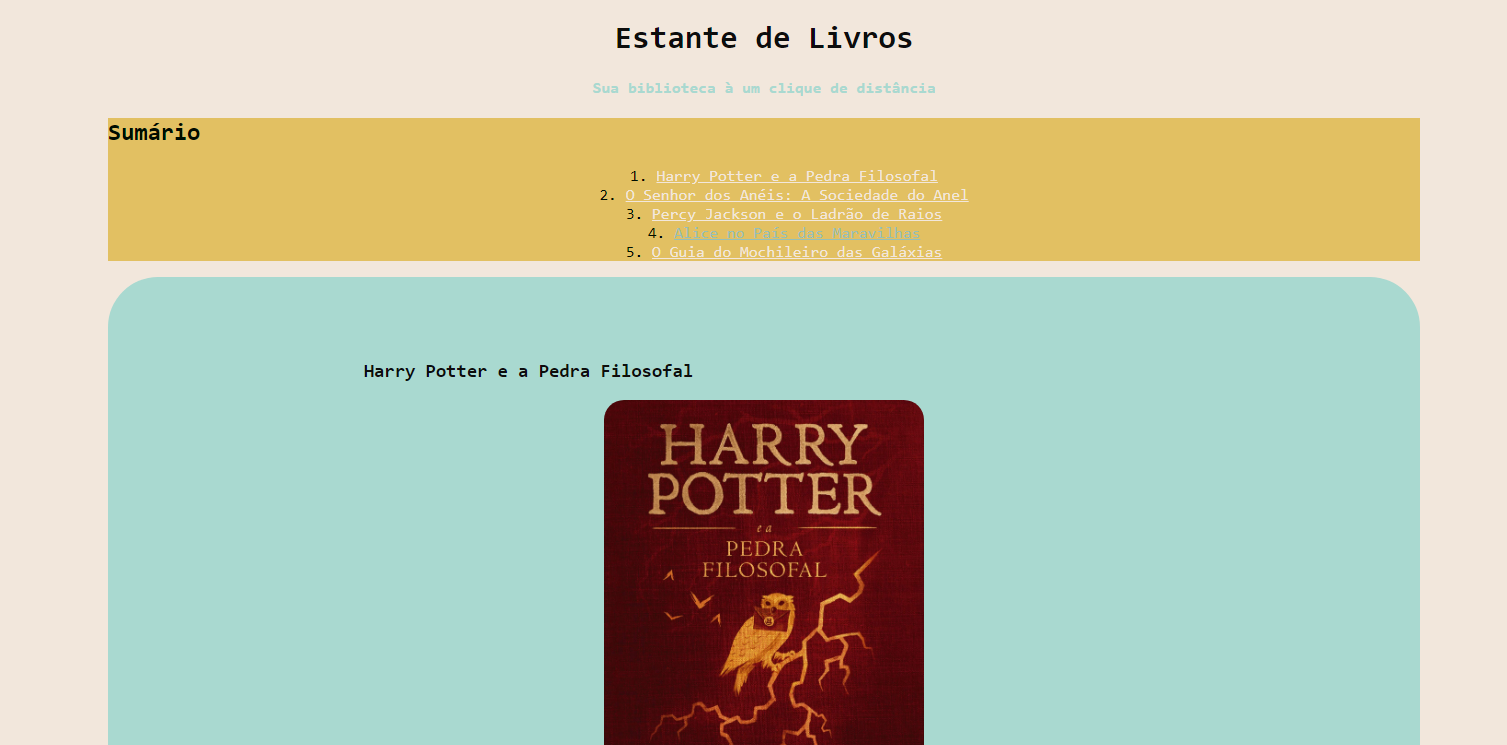 Estante de Livros
Sua biblioteca à um clique de distância
Sumário
1. Harry Potter e a Pedra Filosofal
2. O Senhor dos Anéis: A Sociedade do Anel
3. Percy Jackson e o Ladrão de Raios
4. Alice no País das Maravilhas
5. O Guia do Mochileiro das Galáxias
Harry Potter e a Pedra Filosofal
HARRY
POTTER
e a
PEDRA
FILOSOFAL